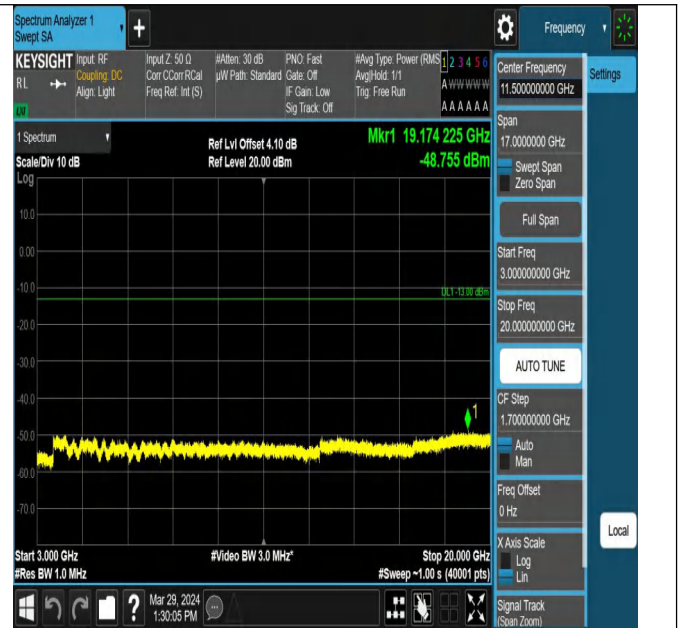 Spectrum Analyzer 1
Swept SA
Frequency
KEYSIGHT
RL
Input: RF
Coupling: DC
Align: Light
Input Z: 50 Ω
Corr CCorr RCal
Freq Ref: Int (S)
#Atten: 30 dB
µW Path: Standard
PNO: Fast
Gate: Off
IF Gain: Low
Sig Track: Off
#Avg Type: Power (RMS
Avg|Hold: 1/1
Trig: Free Run
1 2 3 4 5 6
A W W W W W
A A A A A A
1 Spectrum
Scale/Div 10 dB
Log
Ref Lvl Offset 4.10 dB
Ref Level 20.00 dBm
Mkr1 19.174 225 GHz
-48.755 dBm
10.0
0.00
-10.0
DL1 -13.00 dBm
-20.0
-30.0
-40.0
1
-50.0
-60.0
-70.0
Start 3.000 GHz
#Res BW 1.0 MHz
#Video BW 3.0 MHz*
Stop 20.000 GHz
#Sweep ~1.00 s (40001 pts)
Mar 29, 2024
1:30:05 PM
Center Frequency
11.500000000 GHz
Settings
Span
17.0000000 GHz
Swept Span
Zero Span
Full Span
Start Freq
3.000000000 GHz
Stop Freq
20.000000000 GHz
AUTO TUNE
CF Step
1.700000000 GHz
Auto
Man
Freq Offset
0 Hz
X Axis Scale
Log
Lin
Local
Signal Track
(Span Zoom)